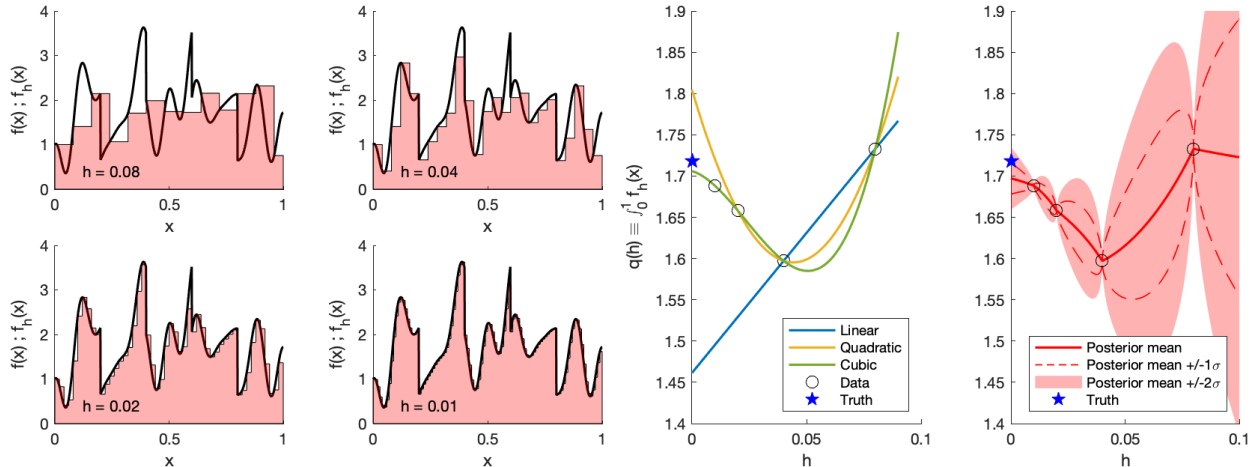 4
3
2
1
0
f(x) ; f_h(x)
h = 0.08
0
0.5
1
x
4
3
2
1
0
f(x) ; f_h(x)
h = 0.04
0
0.5
1
x
4
3
2
1
0
f(x) ; f_h(x)
h = 0.02
0
0.5
1
x
4
3
2
1
0
f(x) ; f_h(x)
h = 0.01
0
0.5
1
x
1.9
1.85
1.8
1.75
1.7
1.65
1.6
1.55
1.5
1.45
1.4
q(h) ≡ ∫_0^1 f_h(x)
Linear
Quadratic
Cubic
Data
Truth
0
0.05
0.1
h
1.9
1.85
1.8
1.75
1.7
1.65
1.6
1.55
1.5
1.45
1.4
Posterior mean
Posterior mean +/-1σ
Posterior mean +/-2σ
Truth
0
0.05
0.1
h